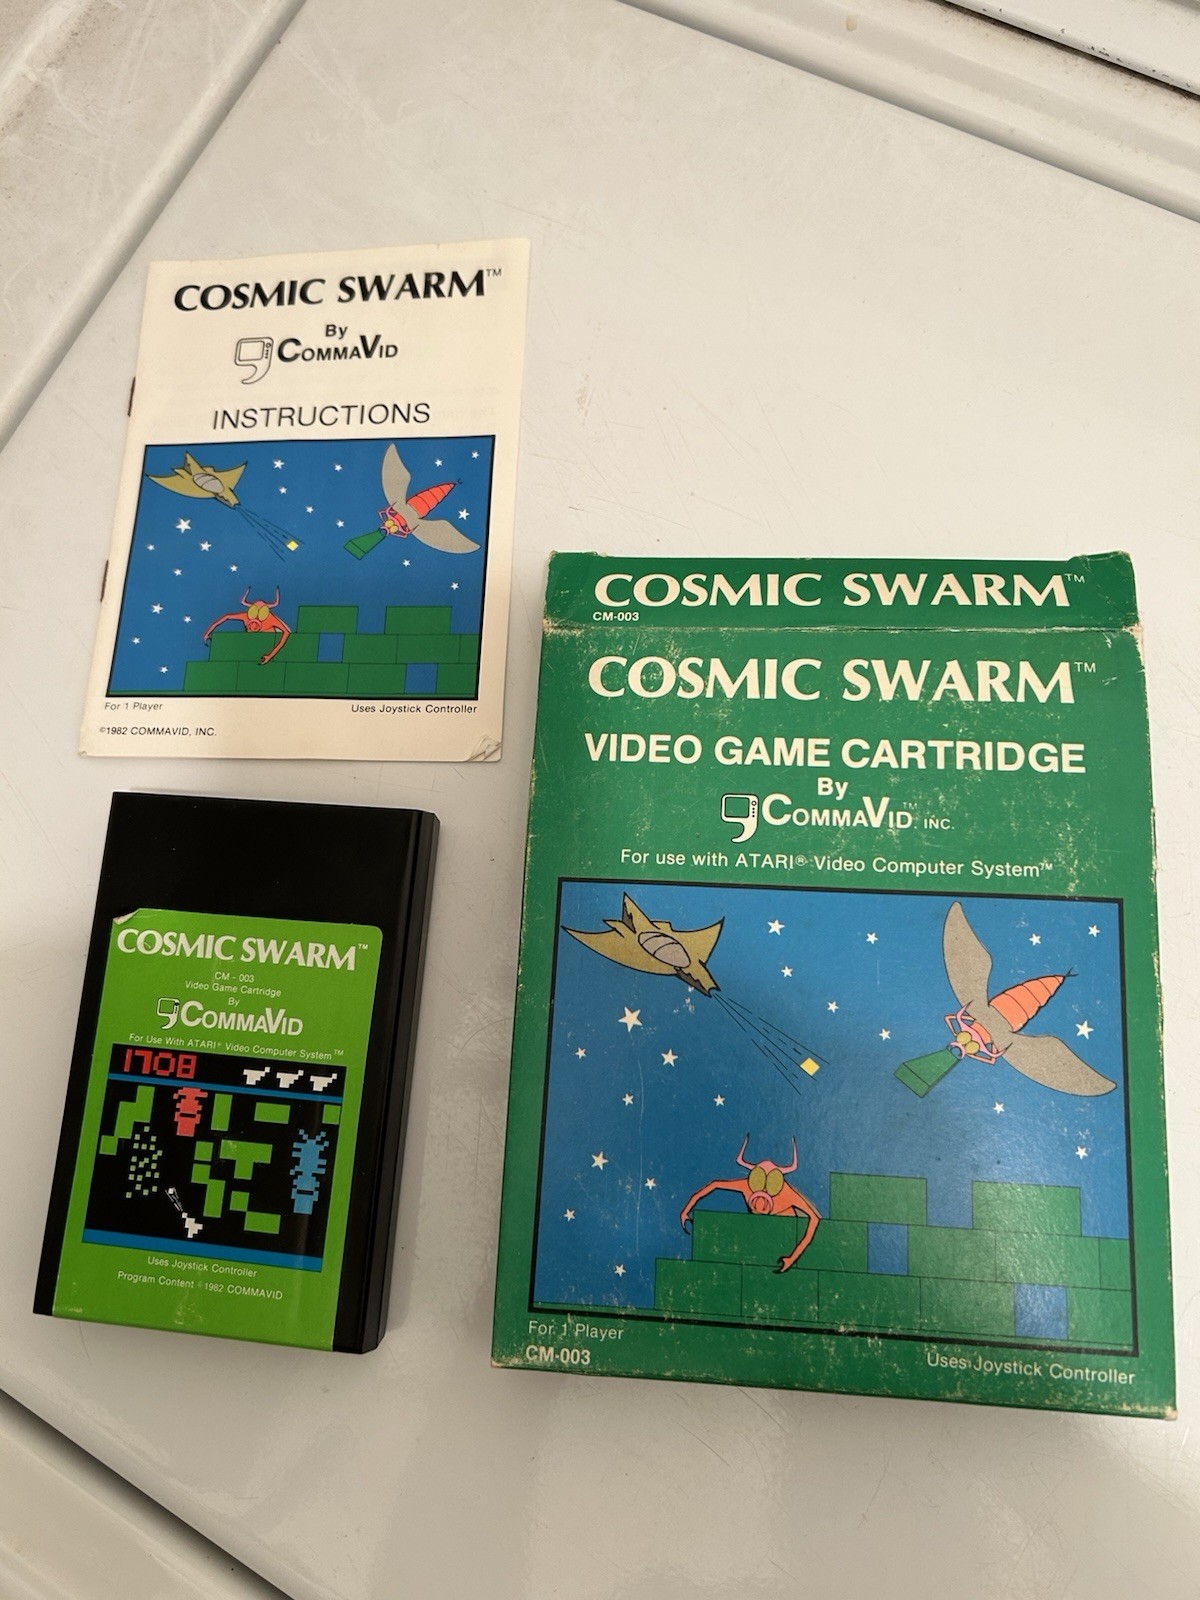 COSMIC SWARM™
By
COMMAVID
INSTRUCTIONS
For 1 Player
Uses Joystick Controller
©1982 COMMAVID, INC.
COSMIC SWARM™
CM-003
COSMIC SWARM™
VIDEO GAME CARTRIDGE
By
COMMAVID™ INC.
For use with ATARI® Video Computer System™
For 1 Player
CM-003
Uses Joystick Controller
COSMIC SWARM™
CM - 003
Video Game Cartridge
By
COMMAVID
For Use With ATARI® Video Computer System™
1708
Uses Joystick Controller
Program Content ©1982 COMMAVID